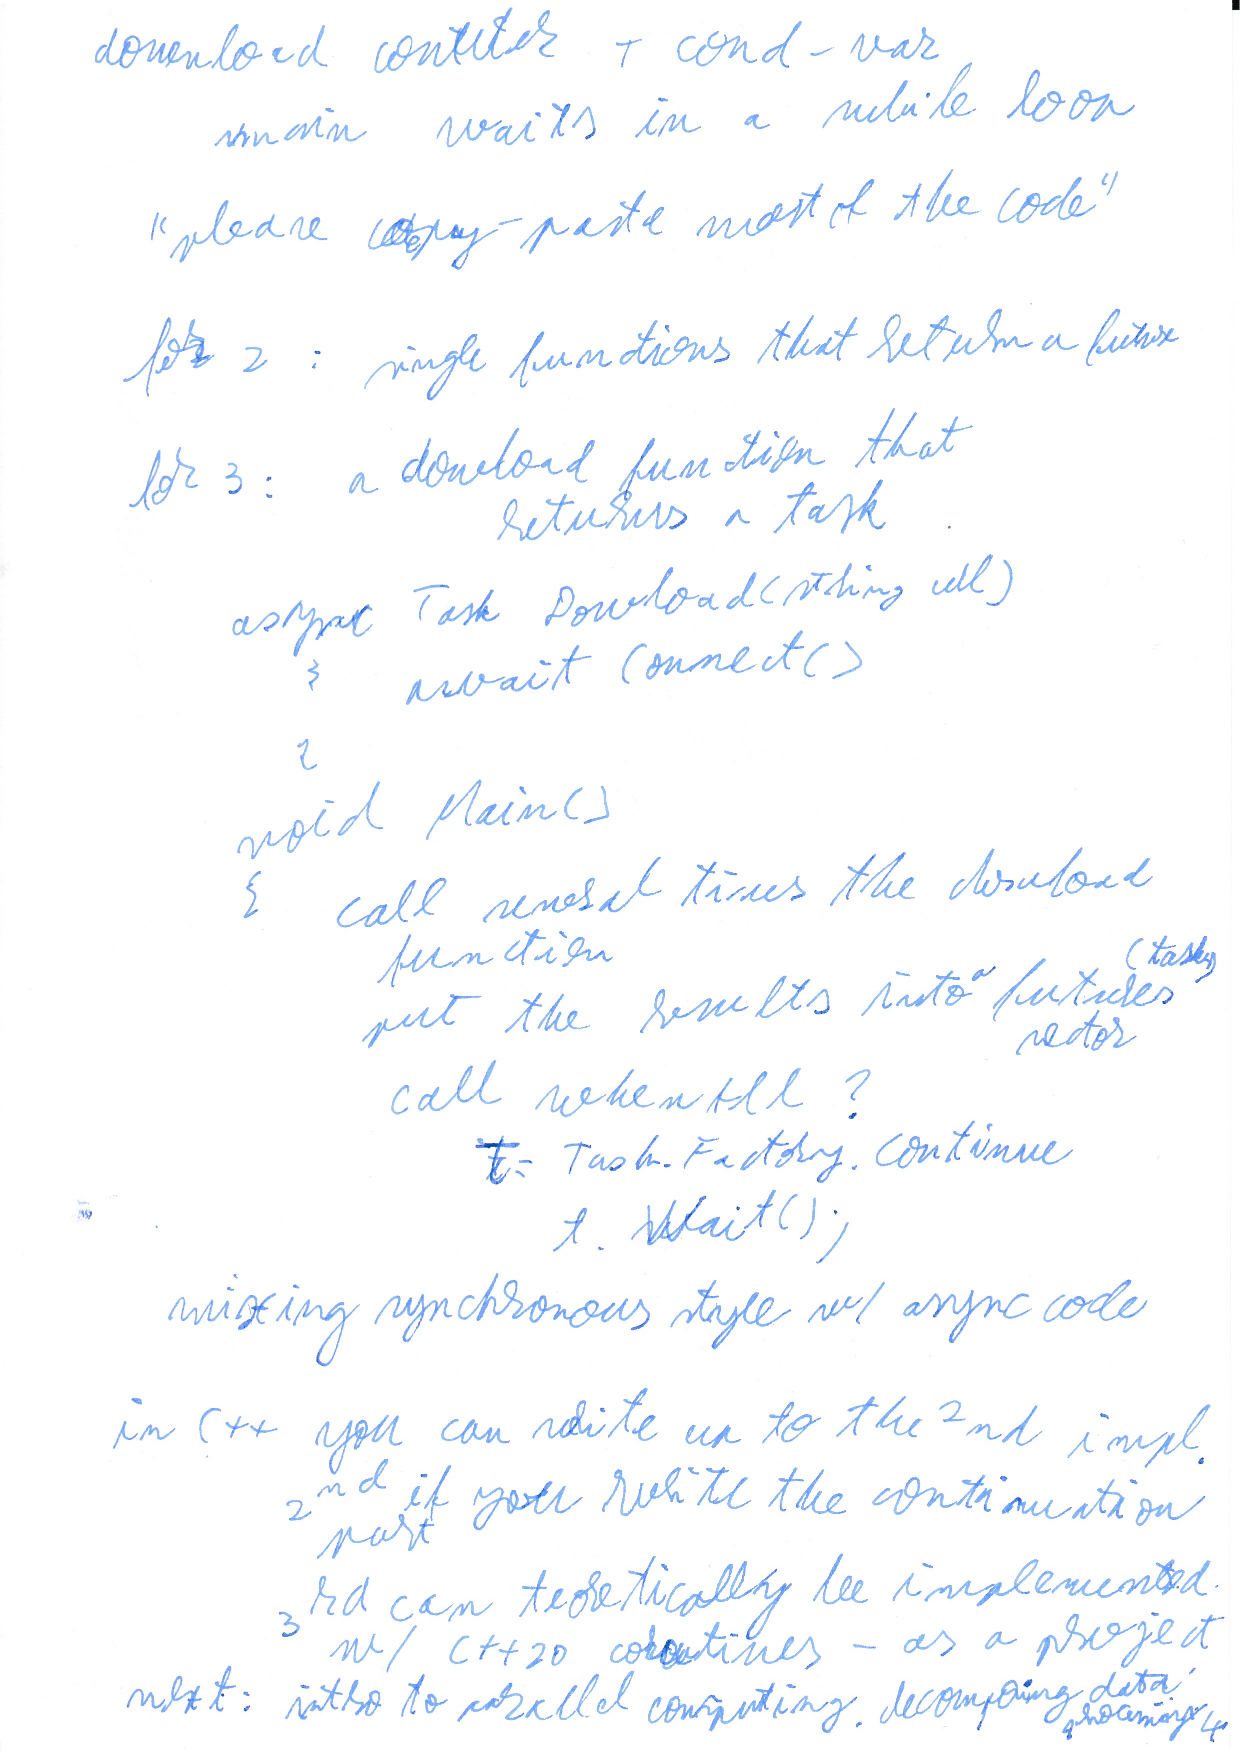 download counter + cond-var
main waits in a while loop
"please copy-paste most of the code"
for 2 : single functions that return a future
for 3 : a dowload function that
returns a task
async Task Dowload(string url)
{ await Connect()
}
void Main()
{ call several times the download
function
(tasks)
put the results into a futures
vector
call whenAll ?
t = Task.Factory.Continue
t. Wait();
mixing synchronous style w/ async code
in C++ you can write up to the 2nd impl.
2nd if you write the continuation
part
3rd can teoretically be implemented
w/ C++20 coroutines - as a project
next: intro to parallel computing. decomposing data
processing